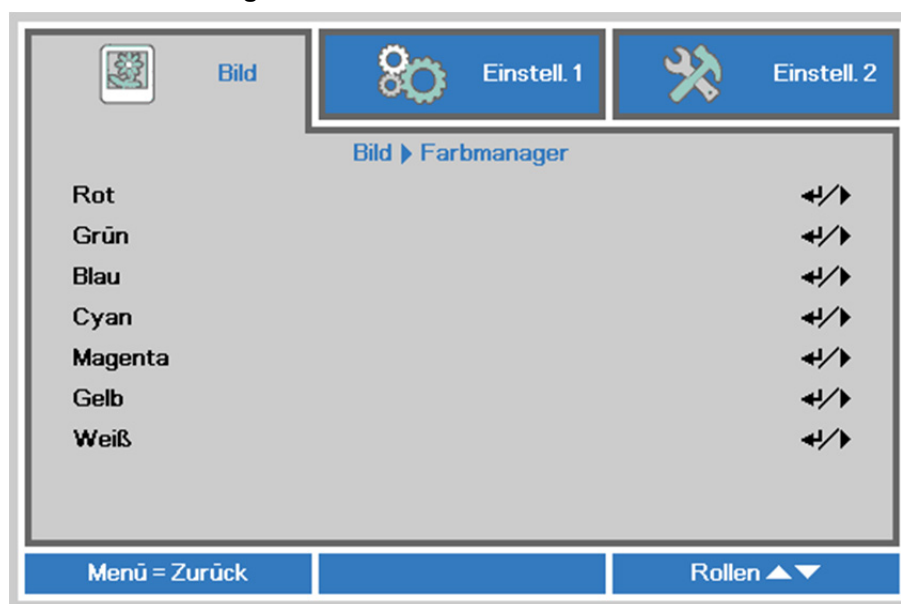 Bild
Einstell. 1
Einstell. 2
Bild ▶ Farbmanager
Rot ↵/▶
Grün ↵/▶
Blau ↵/▶
Cyan ↵/▶
Magenta ↵/▶
Gelb ↵/▶
Weiß ↵/▶
Menü = Zurück
Rollen ▲▼